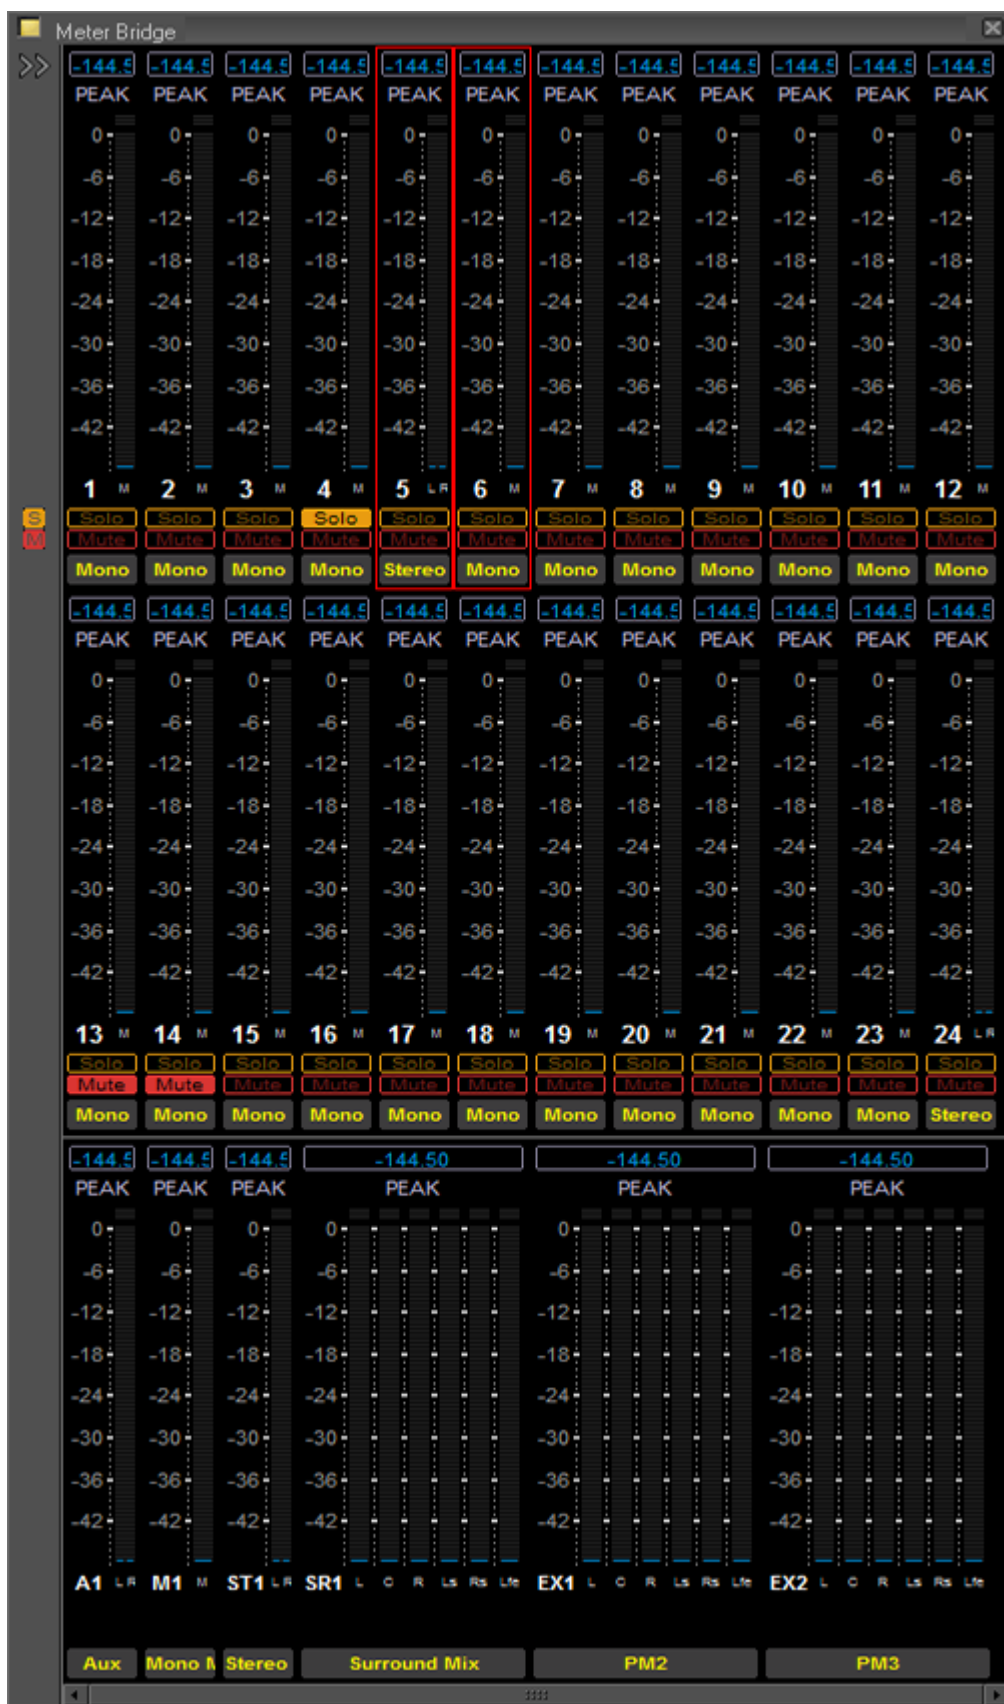 Meter Bridge
-144.5 -144.5 -144.5 -144.5 -144.5 -144.5 -144.5 -144.5 -144.5 -144.5 -144.5 -144.5
PEAK PEAK PEAK PEAK PEAK PEAK PEAK PEAK PEAK PEAK PEAK PEAK
0 0 0 0 0 0 0 0 0 0 0 0
-6 -6 -6 -6 -6 -6 -6 -6 -6 -6 -6 -6
-12 -12 -12 -12 -12 -12 -12 -12 -12 -12 -12 -12
-18 -18 -18 -18 -18 -18 -18 -18 -18 -18 -18 -18
-24 -24 -24 -24 -24 -24 -24 -24 -24 -24 -24 -24
-30 -30 -30 -30 -30 -30 -30 -30 -30 -30 -30 -30
-36 -36 -36 -36 -36 -36 -36 -36 -36 -36 -36 -36
-42 -42 -42 -42 -42 -42 -42 -42 -42 -42 -42 -42
1 M 2 M 3 M 4 M 5 L R 6 M 7 M 8 M 9 M 10 M 11 M 12 M
S Solo Solo Solo Solo Solo Solo Solo Solo Solo Solo Solo Solo
M Mute Mute Mute Mute Mute Mute Mute Mute Mute Mute Mute Mute
Mono Mono Mono Mono Stereo Mono Mono Mono Mono Mono Mono Mono
-144.5 -144.5 -144.5 -144.5 -144.5 -144.5 -144.5 -144.5 -144.5 -144.5 -144.5 -144.5
PEAK PEAK PEAK PEAK PEAK PEAK PEAK PEAK PEAK PEAK PEAK PEAK
0 0 0 0 0 0 0 0 0 0 0 0
-6 -6 -6 -6 -6 -6 -6 -6 -6 -6 -6 -6
-12 -12 -12 -12 -12 -12 -12 -12 -12 -12 -12 -12
-18 -18 -18 -18 -18 -18 -18 -18 -18 -18 -18 -18
-24 -24 -24 -24 -24 -24 -24 -24 -24 -24 -24 -24
-30 -30 -30 -30 -30 -30 -30 -30 -30 -30 -30 -30
-36 -36 -36 -36 -36 -36 -36 -36 -36 -36 -36 -36
-42 -42 -42 -42 -42 -42 -42 -42 -42 -42 -42 -42
13 M 14 M 15 M 16 M 17 M 18 M 19 M 20 M 21 M 22 M 23 M 24 L R
Solo Solo Solo Solo Solo Solo Solo Solo Solo Solo Solo Solo
Mute Mute Mute Mute Mute Mute Mute Mute Mute Mute Mute Mute
Mono Mono Mono Mono Mono Mono Mono Mono Mono Mono Mono Stereo
-144.5 -144.5 -144.5 -144.50 -144.50 -144.50
PEAK PEAK PEAK PEAK PEAK PEAK
0 0 0 0 0 0
-6 -6 -6 -6 -6 -6
-12 -12 -12 -12 -12 -12
-18 -18 -18 -18 -18 -18
-24 -24 -24 -24 -24 -24
-30 -30 -30 -30 -30 -30
-36 -36 -36 -36 -36 -36
-42 -42 -42 -42 -42 -42
A1 L R M1 M ST1 L R SR1 L C R Ls Rs Lfe EX1 L C R Ls Rs Lfe EX2 L C R Ls Rs Lfe
Aux Mono M Stereo Surround Mix PM2 PM3